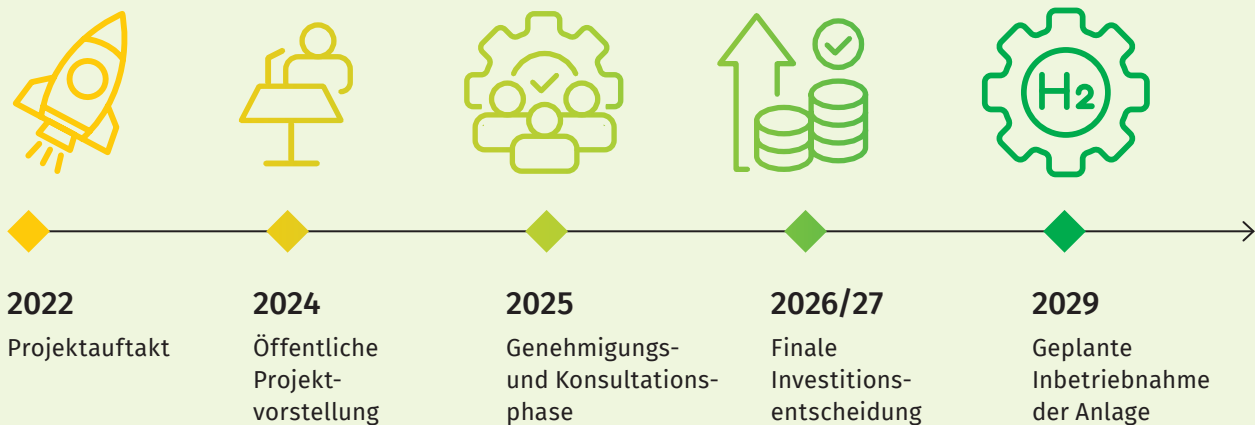 H2
2022
Projektauftakt
2024
Öffentliche
Projekt-
vorstellung
2025
Genehmigungs-
und Konsultations-
phase
2026/27
Finale
Investitions-
entscheidung
2029
Geplante
Inbetriebnahme
der Anlage